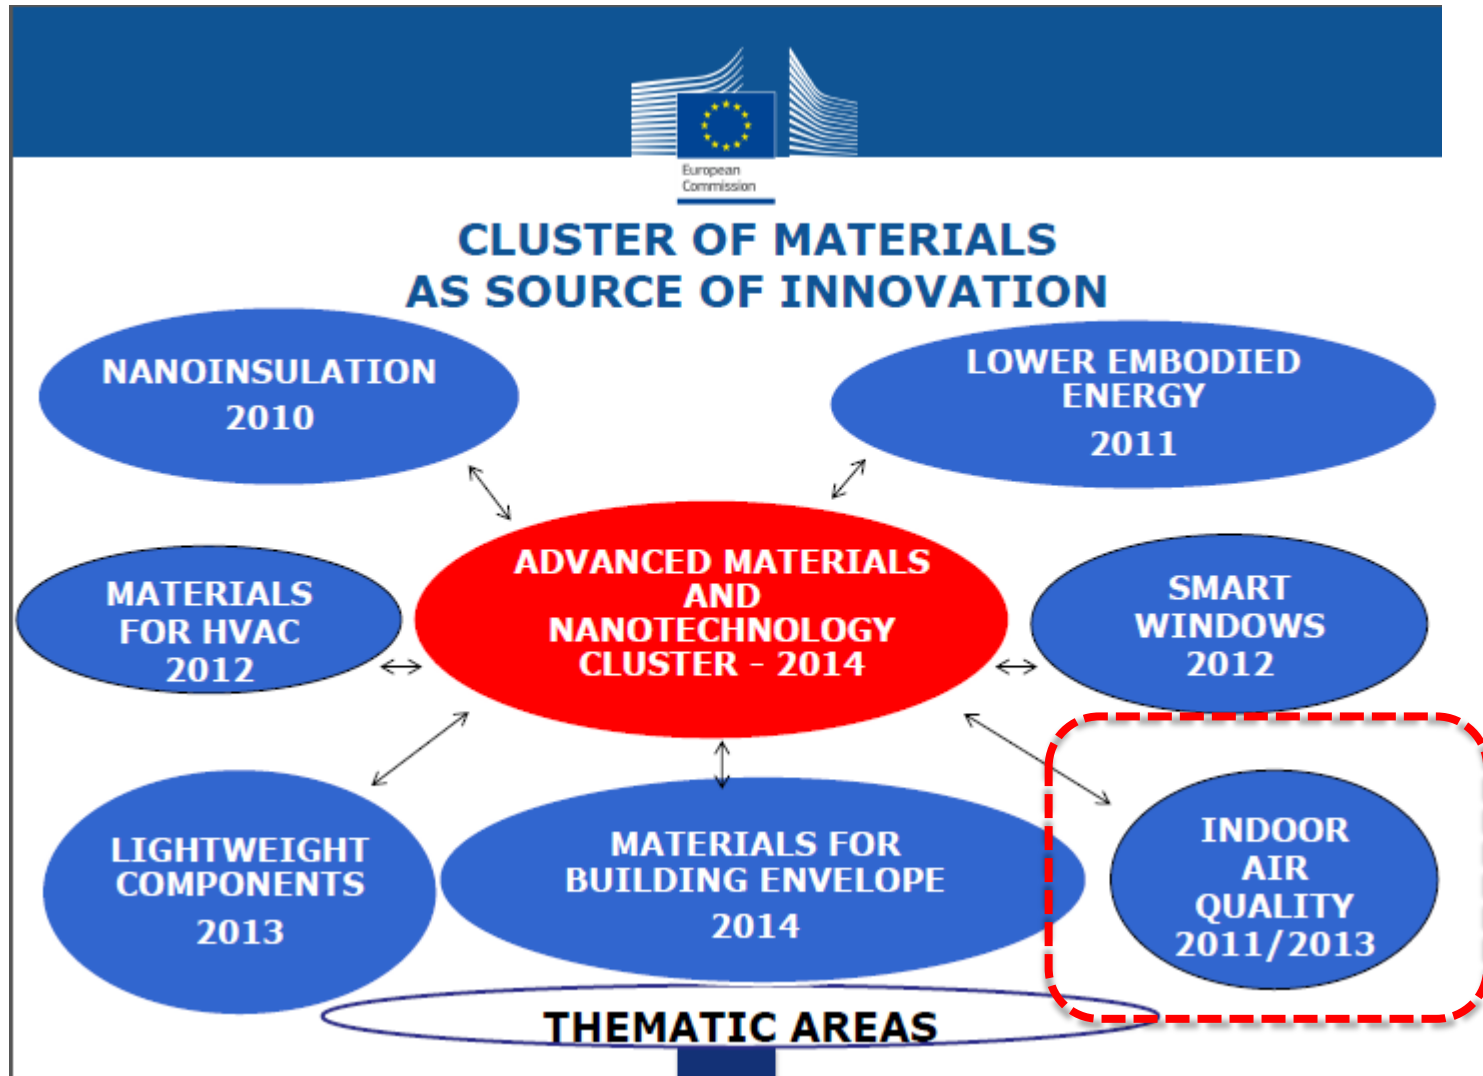 European
Commission
CLUSTER OF MATERIALS
AS SOURCE OF INNOVATION
NANOINSULATION
2010
LOWER EMBODIED
ENERGY
2011
ADVANCED MATERIALS
AND
NANOTECHNOLOGY
CLUSTER - 2014
MATERIALS
FOR HVAC
2012
SMART
WINDOWS
2012
LIGHTWEIGHT
COMPONENTS
2013
MATERIALS FOR
BUILDING ENVELOPE
2014
INDOOR
AIR
QUALITY
2011/2013
THEMATIC AREAS